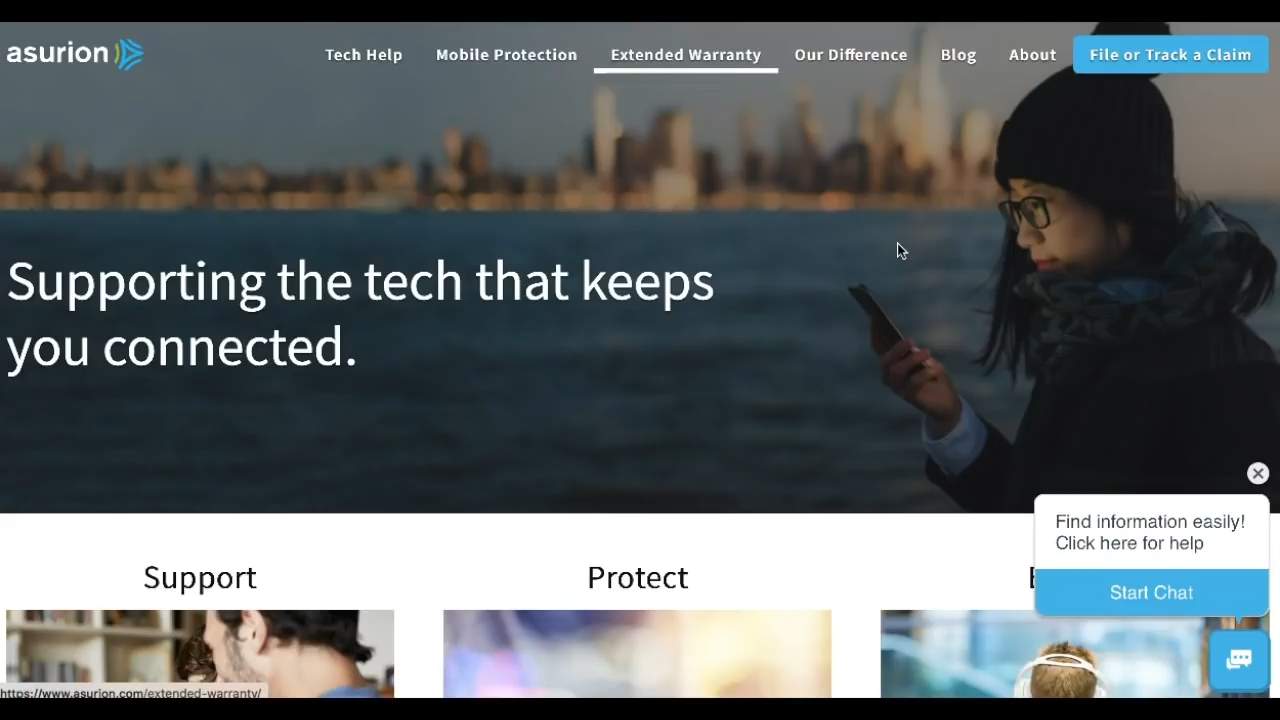 asurion
Tech Help
Mobile Protection
Extended Warranty
Our Difference
Blog
About
File or Track a Claim
Supporting the tech that keeps
you connected.
Support
Protect
Find information easily!
Click here for help
Start Chat
https://www.asurion.com/extended-warranty/